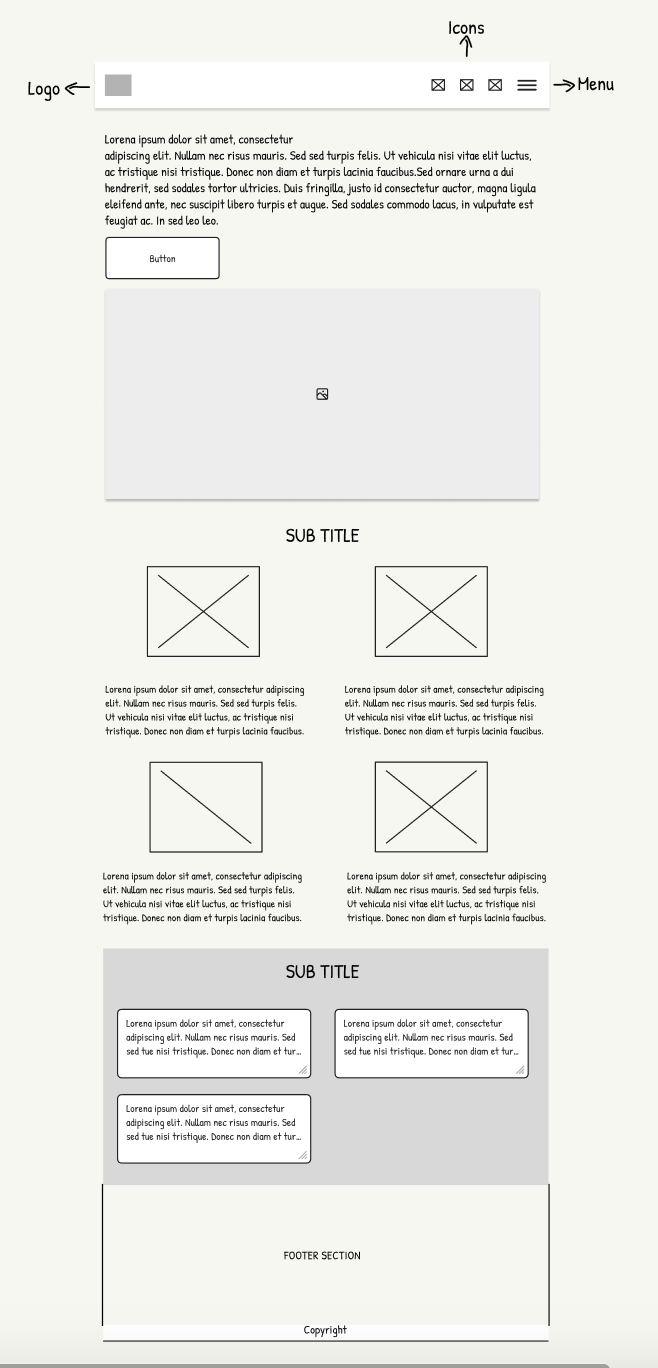 Icons
Logo
Menu
Lorena ipsum dolor sit amet, consectetur
adipiscing elit. Nullam nec risus mauris. Sed sed turpis felis. Ut vehicula nisi vitae elit luctus,
ac tristique nisi tristique. Donec non diam et turpis lacinia faucibus.Sed ornare urna a dui
hendrerit, sed sodales tortor ultricies. Duis fringilla, justo id consectetur auctor, magna ligula
eleifend ante, nec suscipit libero turpis et augue. Sed sodales commodo lacus, in vulputate est
feugiat ac. In sed leo leo.
Button
SUB TITLE
Lorena ipsum dolor sit amet, consectetur adipiscing
elit. Nullam nec risus mauris. Sed sed turpis felis.
Ut vehicula nisi vitae elit luctus, ac tristique nisi
tristique. Donec non diam et turpis lacinia faucibus.
Lorena ipsum dolor sit amet, consectetur adipiscing
elit. Nullam nec risus mauris. Sed sed turpis felis.
Ut vehicula nisi vitae elit luctus, ac tristique nisi
tristique. Donec non diam et turpis lacinia faucibus.
Lorena ipsum dolor sit amet, consectetur adipiscing
elit. Nullam nec risus mauris. Sed sed turpis felis.
Ut vehicula nisi vitae elit luctus, ac tristique nisi
tristique. Donec non diam et turpis lacinia faucibus.
Lorena ipsum dolor sit amet, consectetur adipiscing
elit. Nullam nec risus mauris. Sed sed turpis felis.
Ut vehicula nisi vitae elit luctus, ac tristique nisi
tristique. Donec non diam et turpis lacinia faucibus.
SUB TITLE
Lorena ipsum dolor sit amet, consectetur
adipiscing elit. Nullam nec risus mauris. Sed
sed tue nisi tristique. Donec non diam et tur...
Lorena ipsum dolor sit amet, consectetur
adipiscing elit. Nullam nec risus mauris. Sed
sed tue nisi tristique. Donec non diam et tur...
Lorena ipsum dolor sit amet, consectetur
adipiscing elit. Nullam nec risus mauris. Sed
sed tue nisi tristique. Donec non diam et tur...
FOOTER SECTION
Copyright